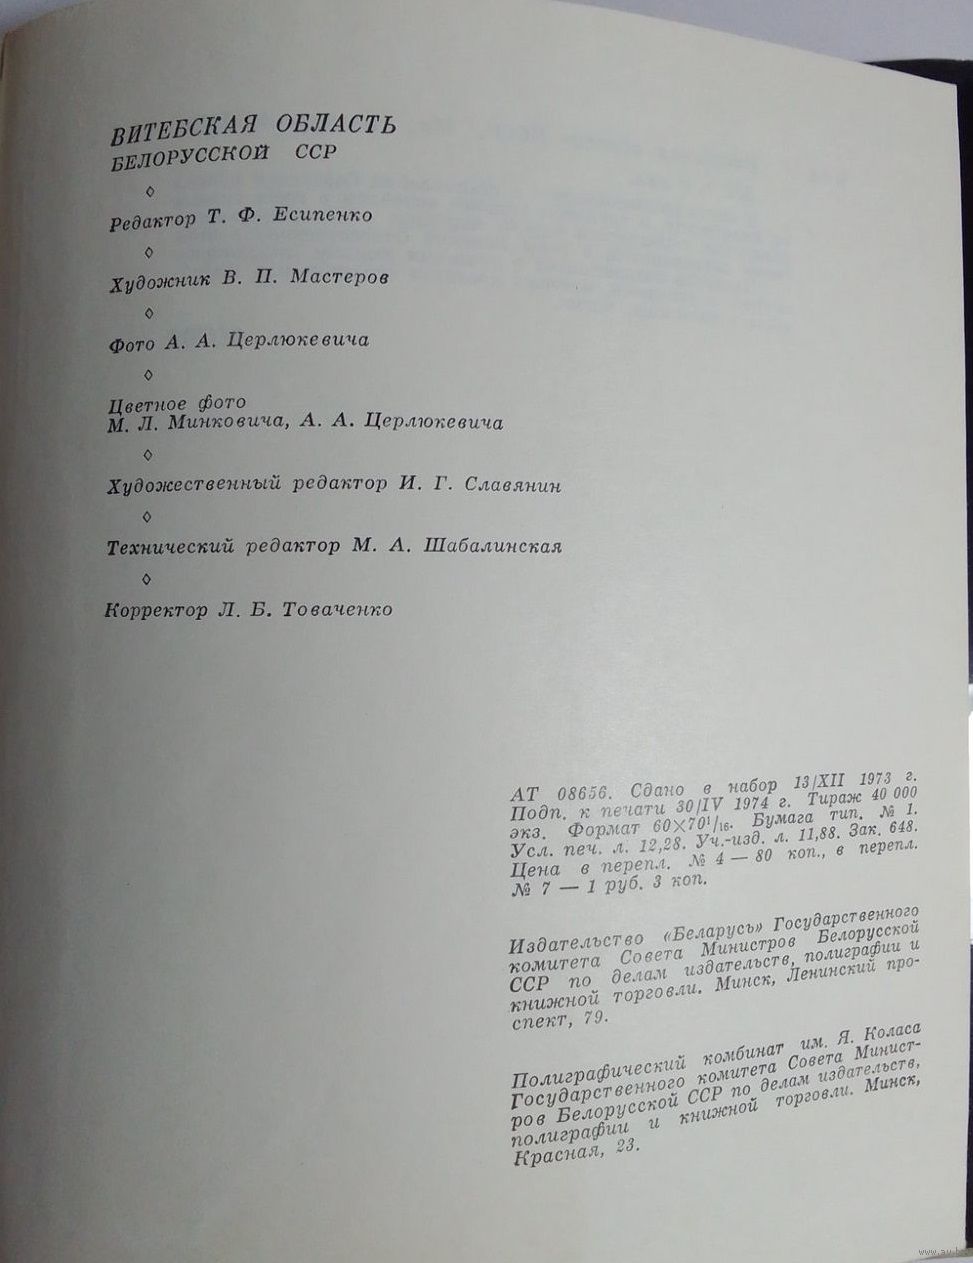 ВИТЕБСКАЯ ОБЛАСТЬ
БЕЛОРУССКОЙ ССР
◊
Редактор Т. Ф. Есипенко
◊
Художник В. П. Мастеров
◊
Фото А. А. Церлюкевича
◊
Цветное фото
М. Л. Минковича, А. А. Церлюкевича
◊
Художественный редактор И. Г. Славянин
◊
Технический редактор М. А. Шабалинская
◊
Корректор Л. Б. Товаченко
АТ 08656. Сдано в набор 13/XII 1973 г.
Подп. к печати 30/IV 1974 г. Тираж 40 000
экз. Формат 60×70¹/₁₆. Бумага тип. № 1.
Усл. печ. л. 12,28. Уч.-изд. л. 11,88. Зак. 648.
Цена в перепл. № 4 — 80 коп., в перепл.
№ 7 — 1 руб. 3 коп.
Издательство «Беларусь» Государственного
комитета Совета Министров Белорусской
ССР по делам издательств, полиграфии и
книжной торговли. Минск, Ленинский про-
спект, 79.
Полиграфический комбинат им. Я. Коласа
Государственного комитета Совета Минист-
ров Белорусской ССР по делам издательств,
полиграфии и книжной торговли. Минск,
Красная, 23.